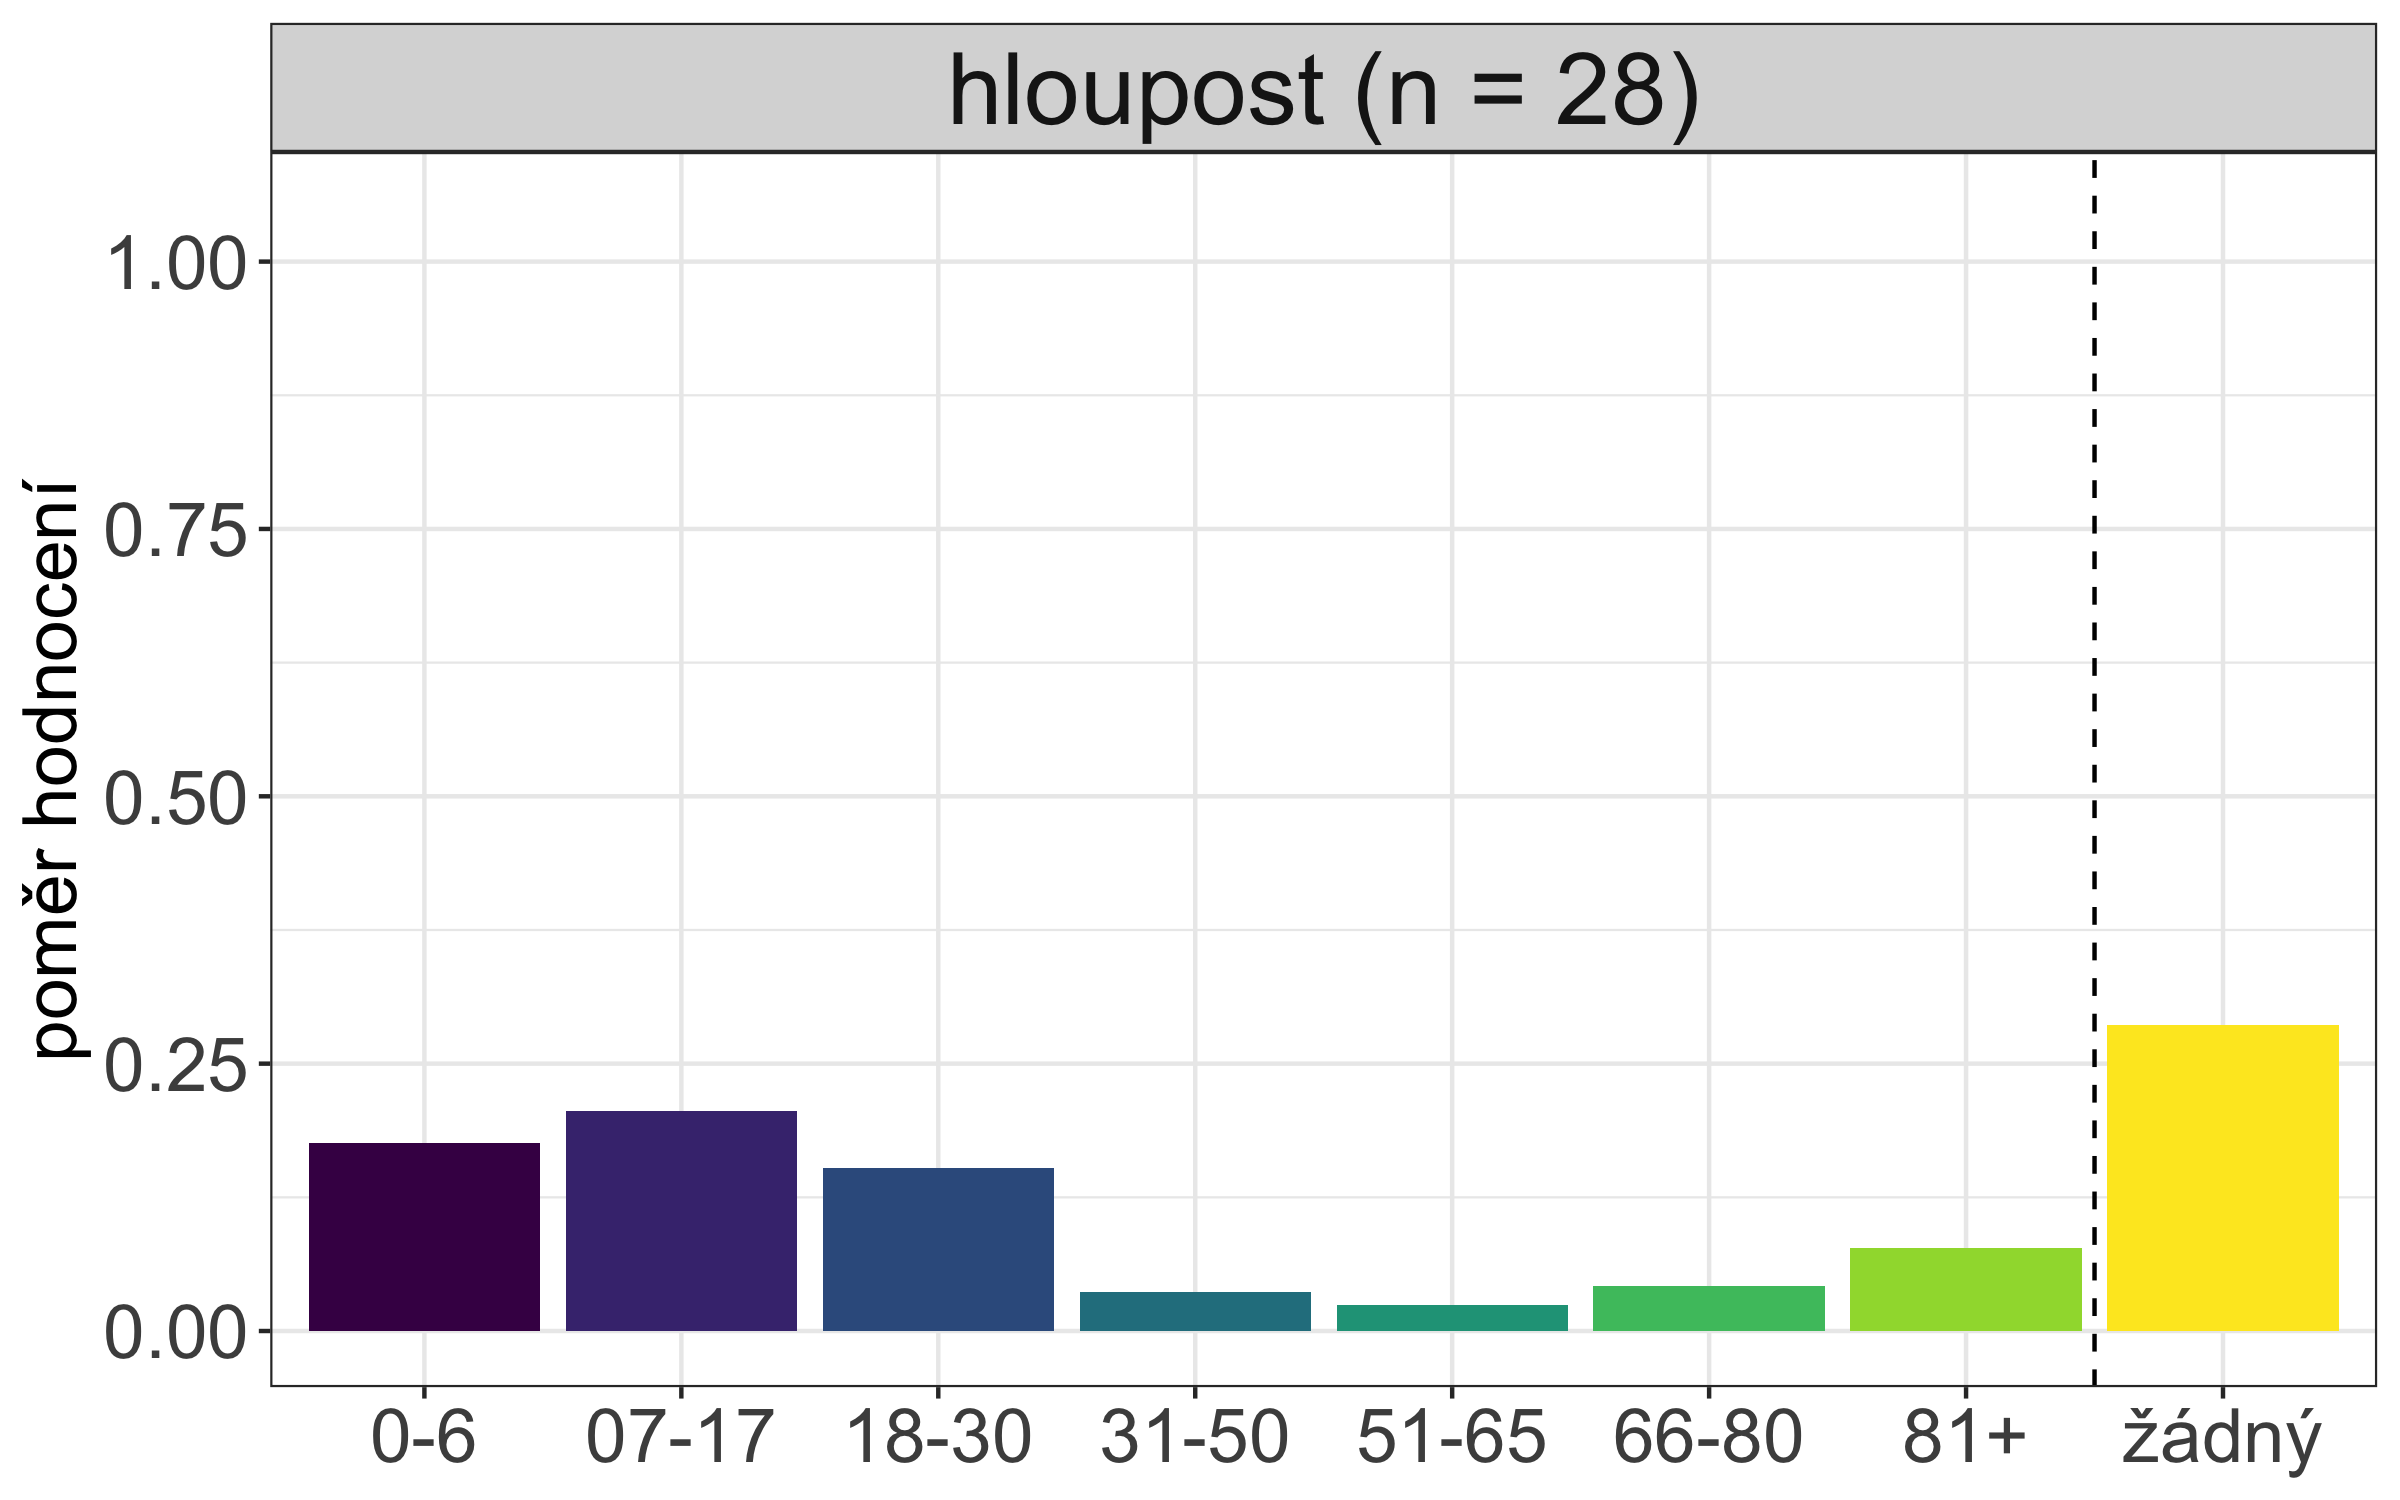 hloupost (n = 28)
poměr hodnocení
1.00
0.75
0.50
0.25
0.00
0-6 07-17 18-30 31-50 51-65 66-80 81+ žádný